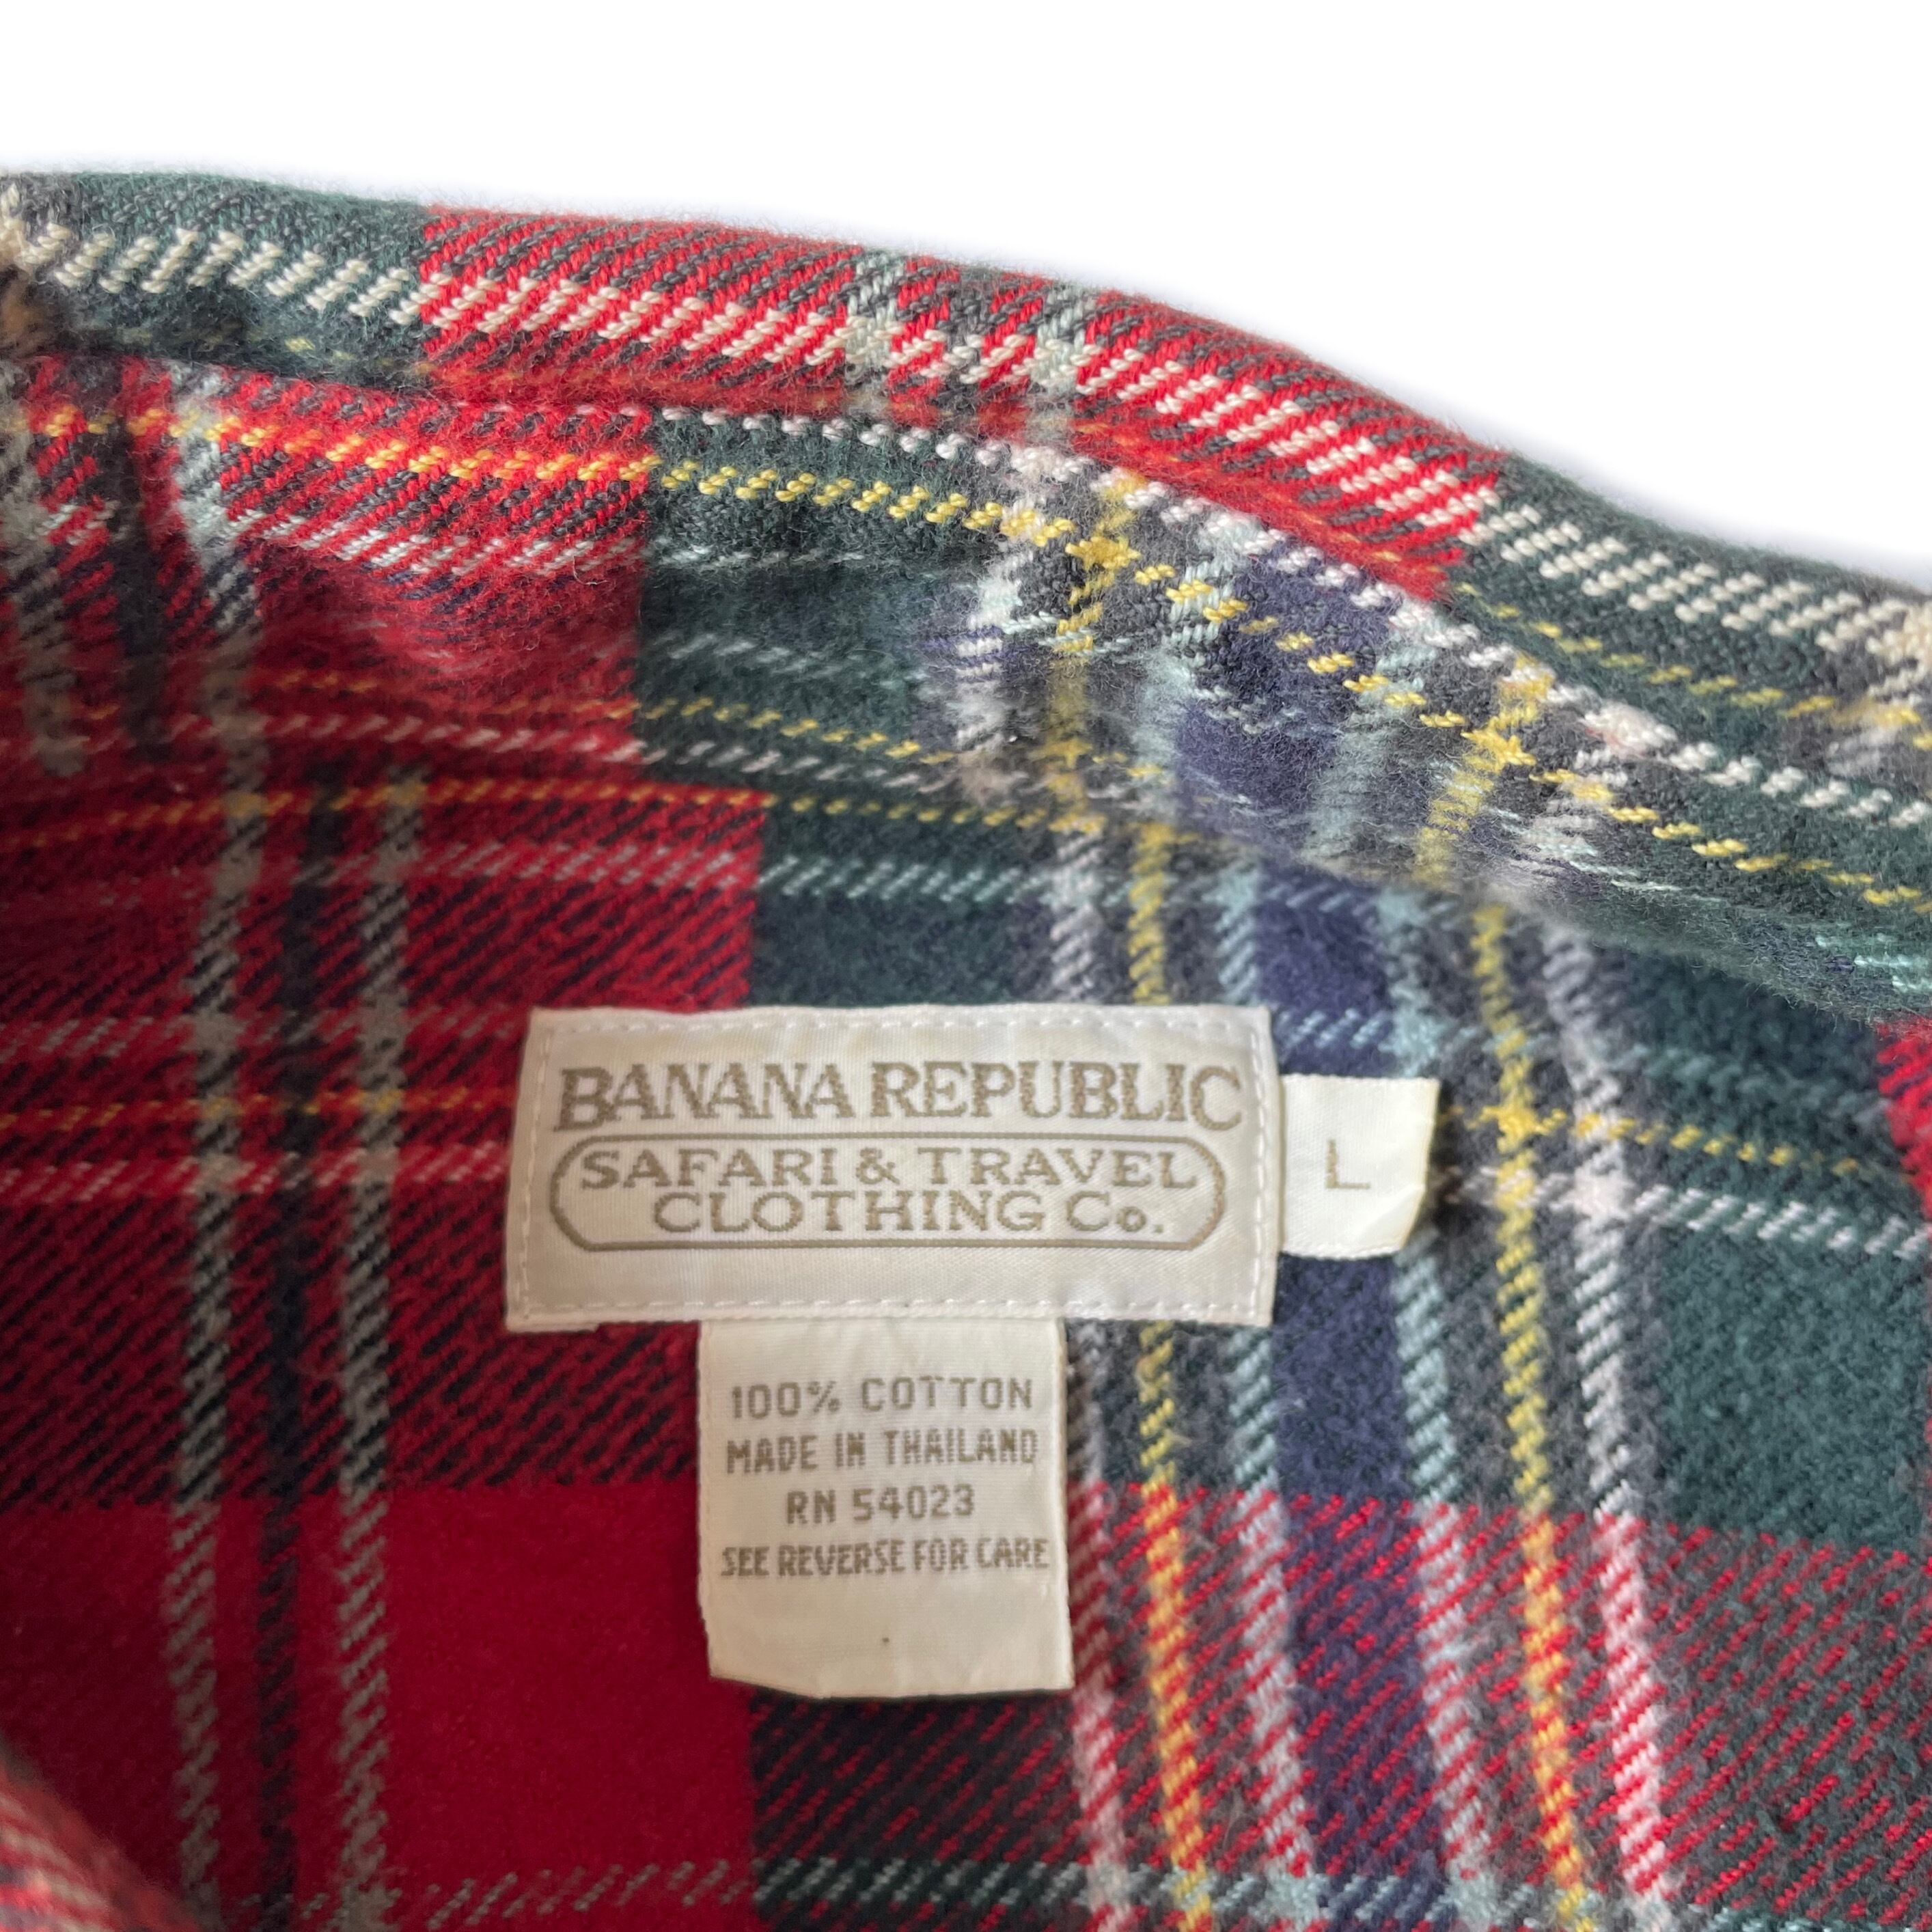 BANANA REPUBLIC
SAFARI & TRAVEL
CLOTHING Co.
L
100% COTTON
MADE IN THAILAND
RN 54023
SEE REVERSE FOR CARE